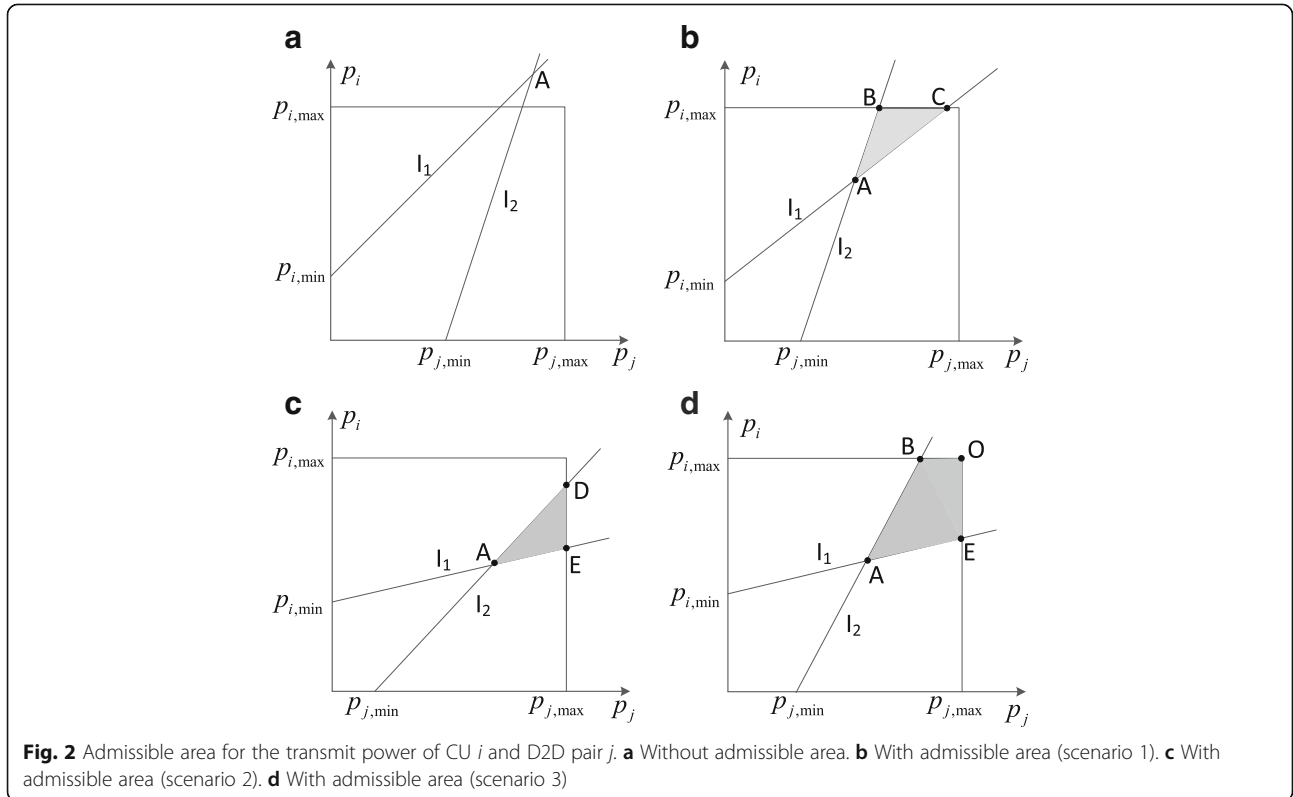 a
p_i
A
p_{i,max}
l_1
l_2
p_{i,min}
p_{j,min}
p_{j,max}
p_j
b
p_i
B
C
p_{i,max}
A
l_1
l_2
p_{i,min}
p_{j,min}
p_{j,max}
p_j
c
p_i
p_{i,max}
D
A
E
l_1
l_2
p_{i,min}
p_{j,min}
p_{j,max}
p_j
d
p_i
B
O
p_{i,max}
E
l_1
A
p_{i,min}
l_2
p_{j,min}
p_{j,max}
p_j
Fig. 2 Admissible area for the transmit power of CU i and D2D pair j. a Without admissible area. b With admissible area (scenario 1). c With
admissible area (scenario 2). d With admissible area (scenario 3)